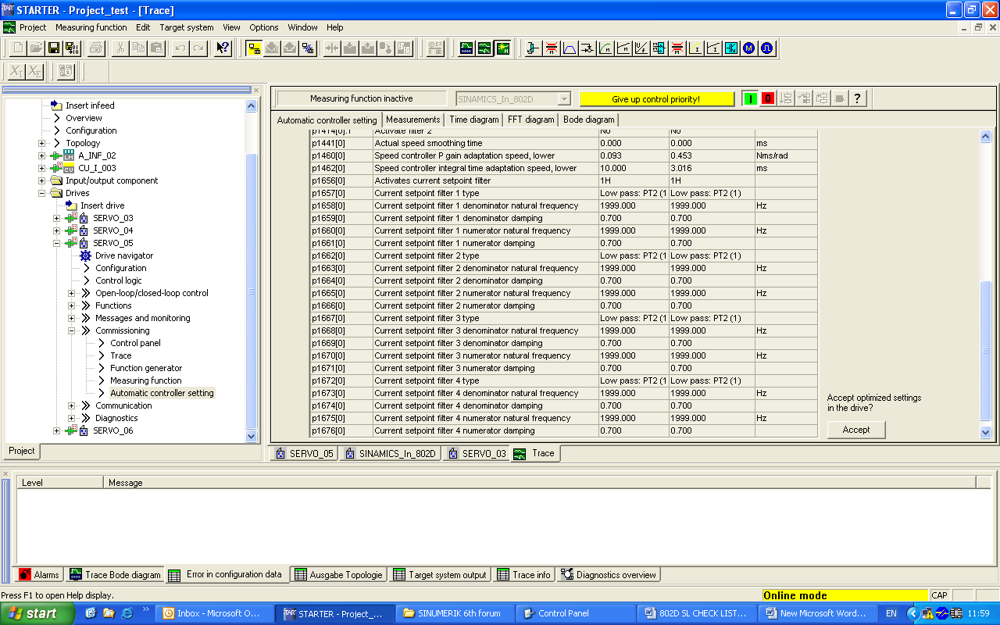 STARTER - Project_test - [Trace]
Project Measuring function Edit Target system View Options Window Help
Measuring function inactive SINAMICS_In_802D Give up control priority! ?
Automatic controller setting Measurements Time diagram FFT diagram Bode diagram
Insert infeed
Overview
Configuration
Topology
A_INF_02
CU_I_003
Input/output component
Drives
Insert drive
SERVO_03
SERVO_04
SERVO_05
Drive navigator
Configuration
Control logic
Open-loop/closed-loop control
Functions
Messages and monitoring
Commissioning
Control panel
Trace
Function generator
Measuring function
Automatic controller setting
Communication
Diagnostics
SERVO_06
Project
p1414[0].1 Activate filter 2 No No
p1441[0] Actual speed smoothing time 0.000 0.000 ms
p1460[0] Speed controller P gain adaptation speed, lower 0.093 0.453 Nms/rad
p1462[0] Speed controller integral time adaptation speed, lower 10.000 3.016 ms
p1656[0] Activates current setpoint filter 1H 1H
p1657[0] Current setpoint filter 1 type Low pass: PT2 (1 Low pass: PT2 (1)
p1658[0] Current setpoint filter 1 denominator natural frequency 1999.000 1999.000 Hz
p1659[0] Current setpoint filter 1 denominator damping 0.700 0.700
p1660[0] Current setpoint filter 1 numerator natural frequency 1999.000 1999.000 Hz
p1661[0] Current setpoint filter 1 numerator damping 0.700 0.700
p1662[0] Current setpoint filter 2 type Low pass: PT2 (1 Low pass: PT2 (1)
p1663[0] Current setpoint filter 2 denominator natural frequency 1999.000 1999.000 Hz
p1664[0] Current setpoint filter 2 denominator damping 0.700 0.700
p1665[0] Current setpoint filter 2 numerator natural frequency 1999.000 1999.000 Hz
p1666[0] Current setpoint filter 2 numerator damping 0.700 0.700
p1667[0] Current setpoint filter 3 type Low pass: PT2 (1 Low pass: PT2 (1)
p1668[0] Current setpoint filter 3 denominator natural frequency 1999.000 1999.000 Hz
p1669[0] Current setpoint filter 3 denominator damping 0.700 0.700
p1670[0] Current setpoint filter 3 numerator natural frequency 1999.000 1999.000 Hz
p1671[0] Current setpoint filter 3 numerator damping 0.700 0.700
p1672[0] Current setpoint filter 4 type Low pass: PT2 (1 Low pass: PT2 (1)
p1673[0] Current setpoint filter 4 denominator natural frequency 1999.000 1999.000 Hz
p1674[0] Current setpoint filter 4 denominator damping 0.700 0.700
p1675[0] Current setpoint filter 4 numerator natural frequency 1999.000 1999.000 Hz
p1676[0] Current setpoint filter 4 numerator damping 0.700 0.700
Accept optimized settings
in the drive?
Accept
SERVO_05 SINAMICS_In_802D SERVO_03 Trace
Level Message
Alarms Trace Bode diagram Error in configuration data Ausgabe Topologie Target system output Trace info Diagnostics overview
Press F1 to open Help display. Online mode CAP
start Inbox - Microsoft O... STARTER - Project_... SINUMERIK 6th forum Control Panel 802D SL CHECK LIST... New Microsoft Word... EN 11:59